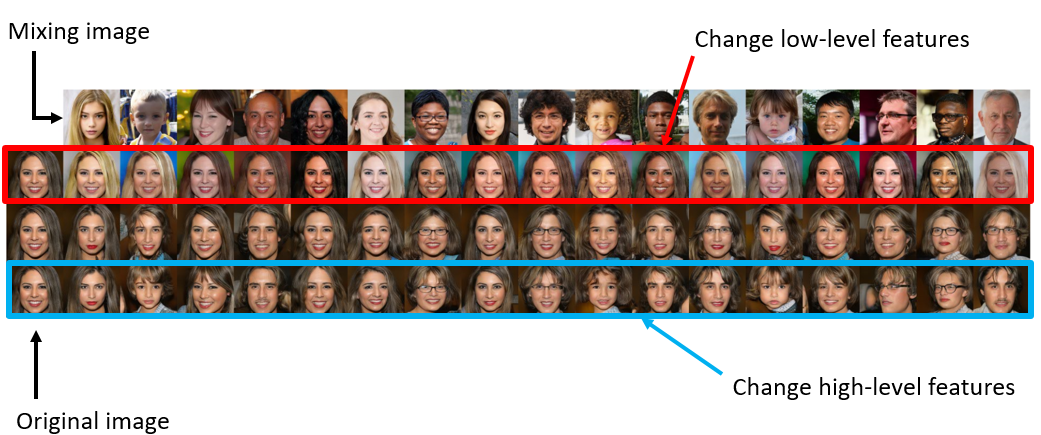 Mixing image
Change low-level features
Change high-level features
Original image